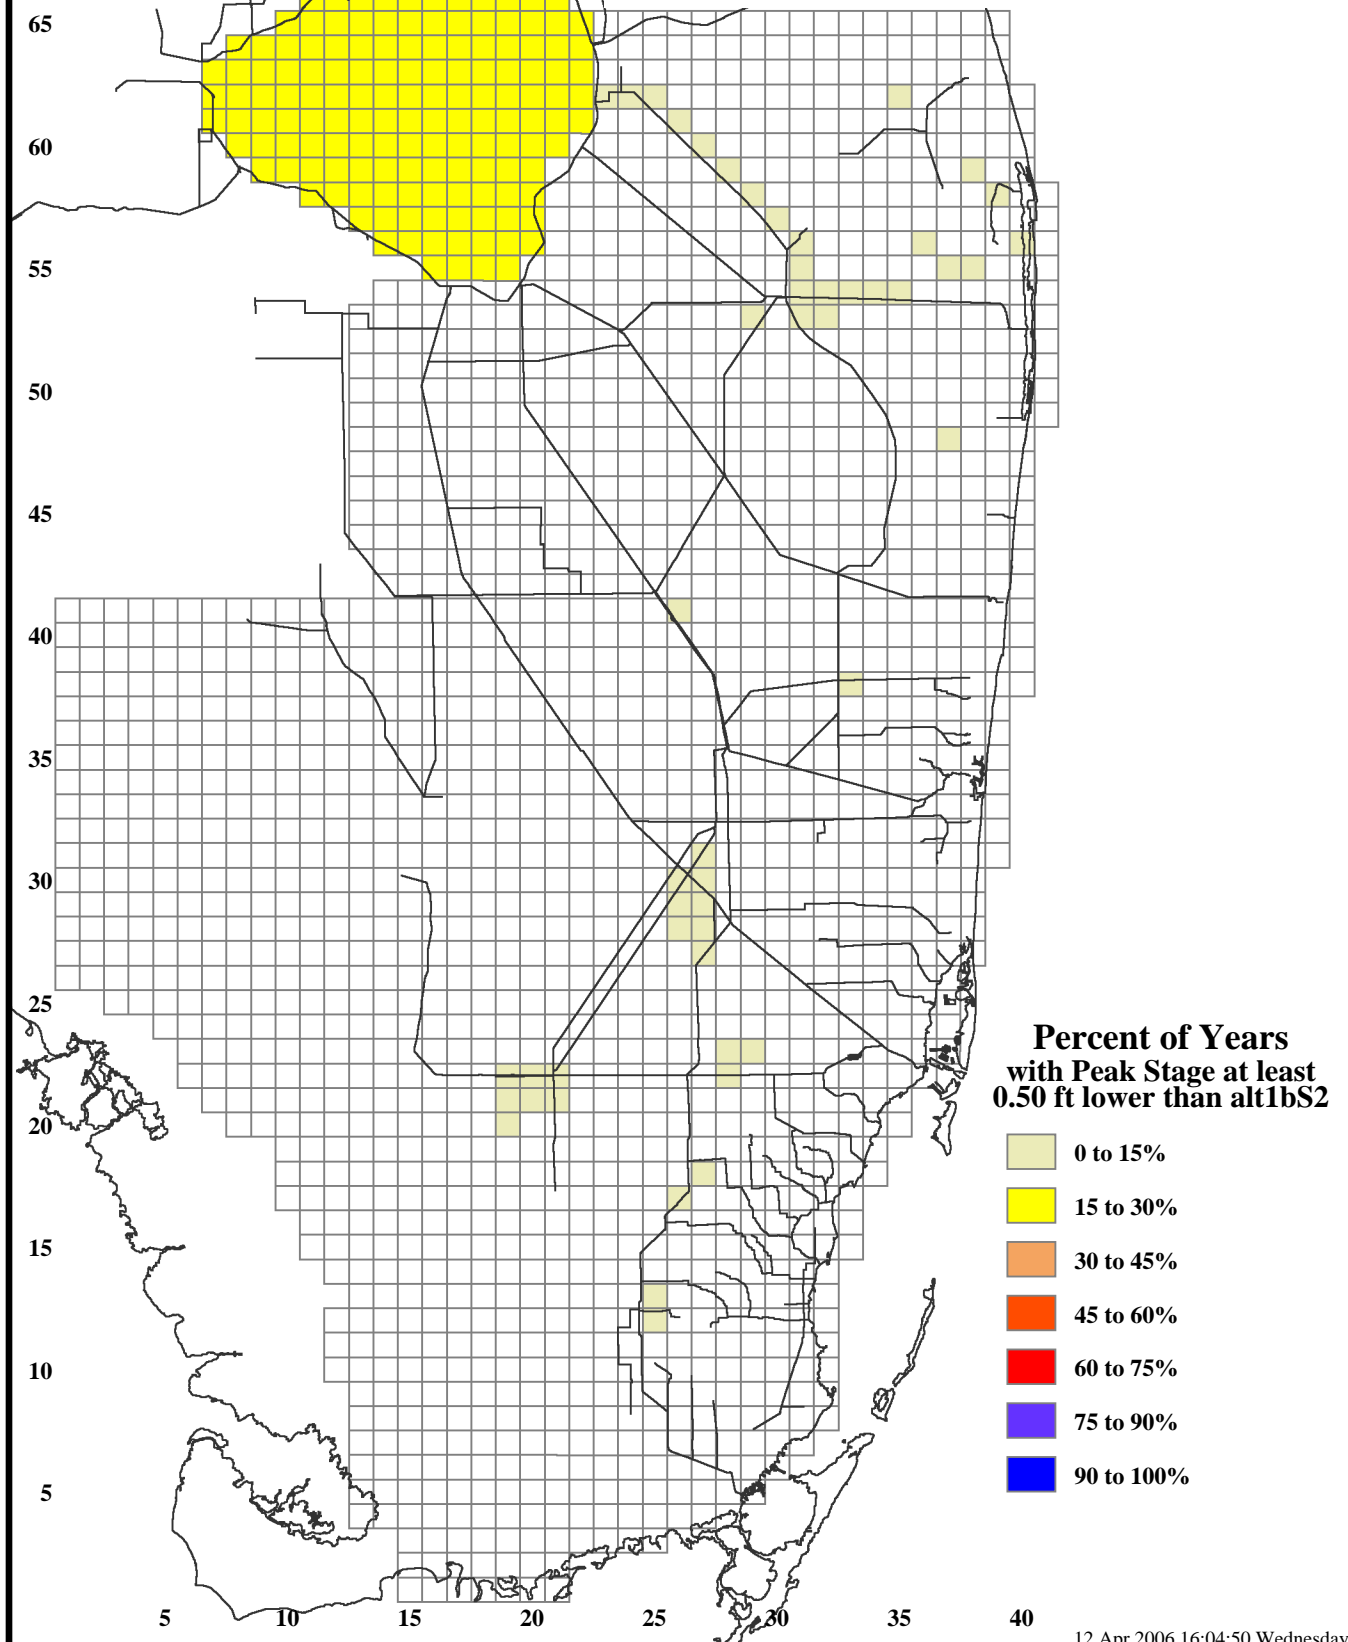 65
60
55
50
45
40
35
30
25
20
15
10
5
Percent of Years
with Peak Stage at least
0.50 ft lower than alt1bS2
0 to 15%
15 to 30%
30 to 45%
45 to 60%
60 to 75%
75 to 90%
90 to 100%
5 10 15 20 25 30 35 40
12 Apr 2006 16:04:50 Wednesday